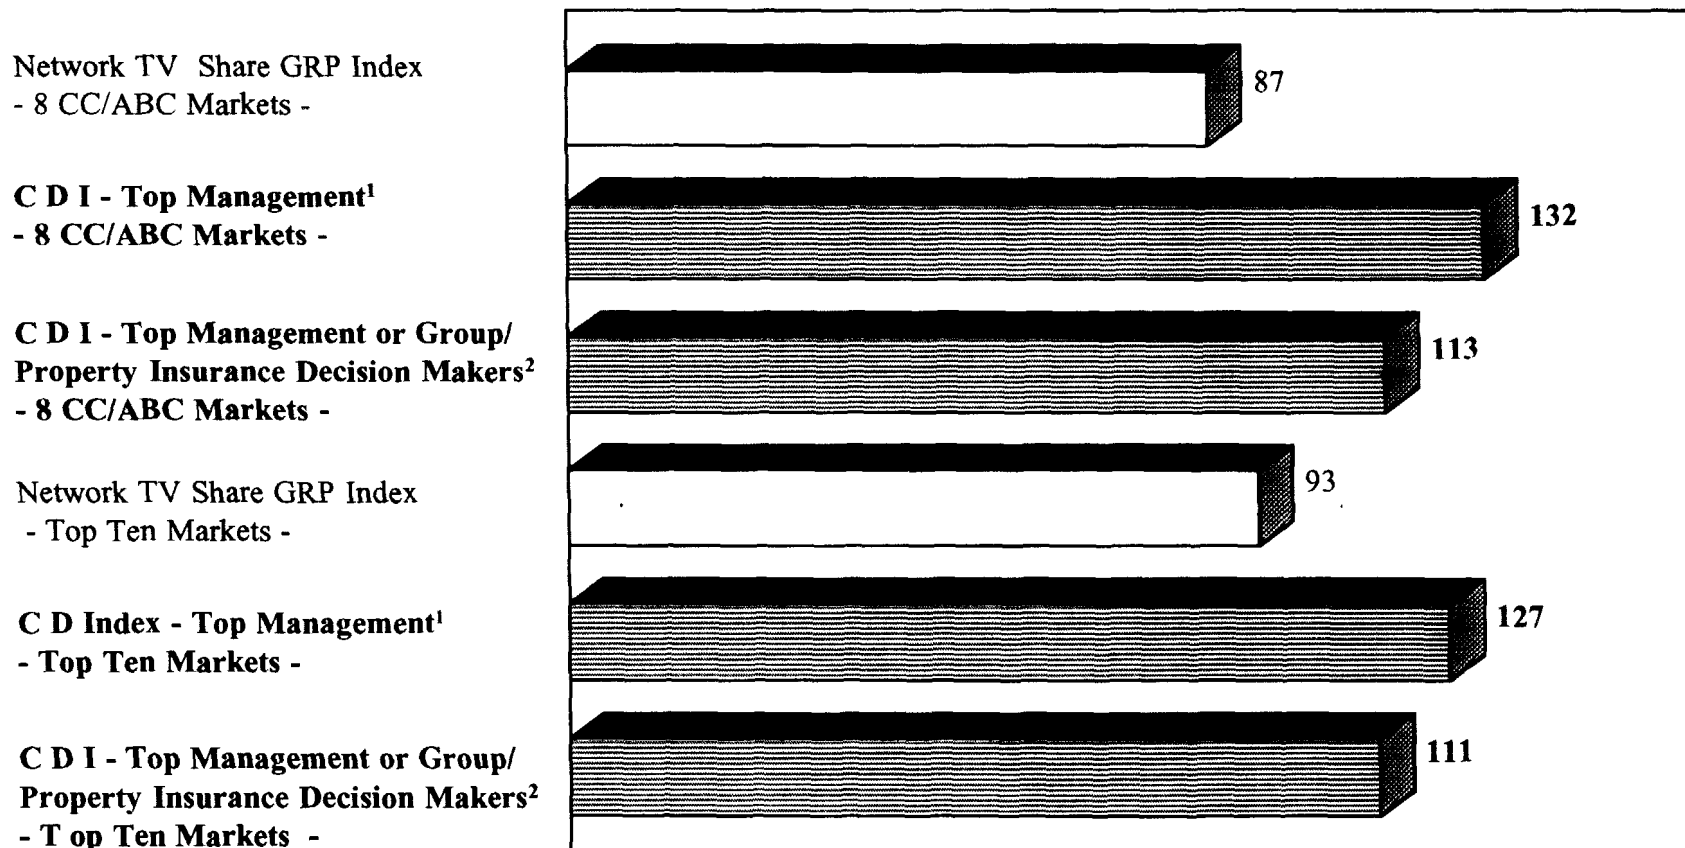 Network TV Share GRP Index
- 8 CC/ABC Markets -
87
C D I - Top Management¹
- 8 CC/ABC Markets -
132
C D I - Top Management or Group/
Property Insurance Decision Makers²
- 8 CC/ABC Markets -
113
Network TV Share GRP Index
- Top Ten Markets -
93
C D Index - Top Management¹
- Top Ten Markets -
127
C D I - Top Management or Group/
Property Insurance Decision Makers²
- T op Ten Markets -
111